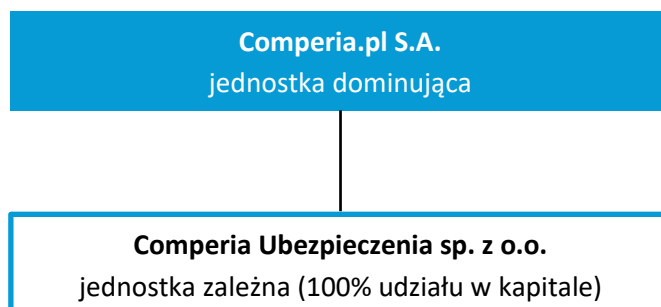 Comperia.pl S.A.
jednostka dominująca
Comperia Ubezpieczenia sp. z o.o.
jednostka zależna (100% udziału w kapitale)